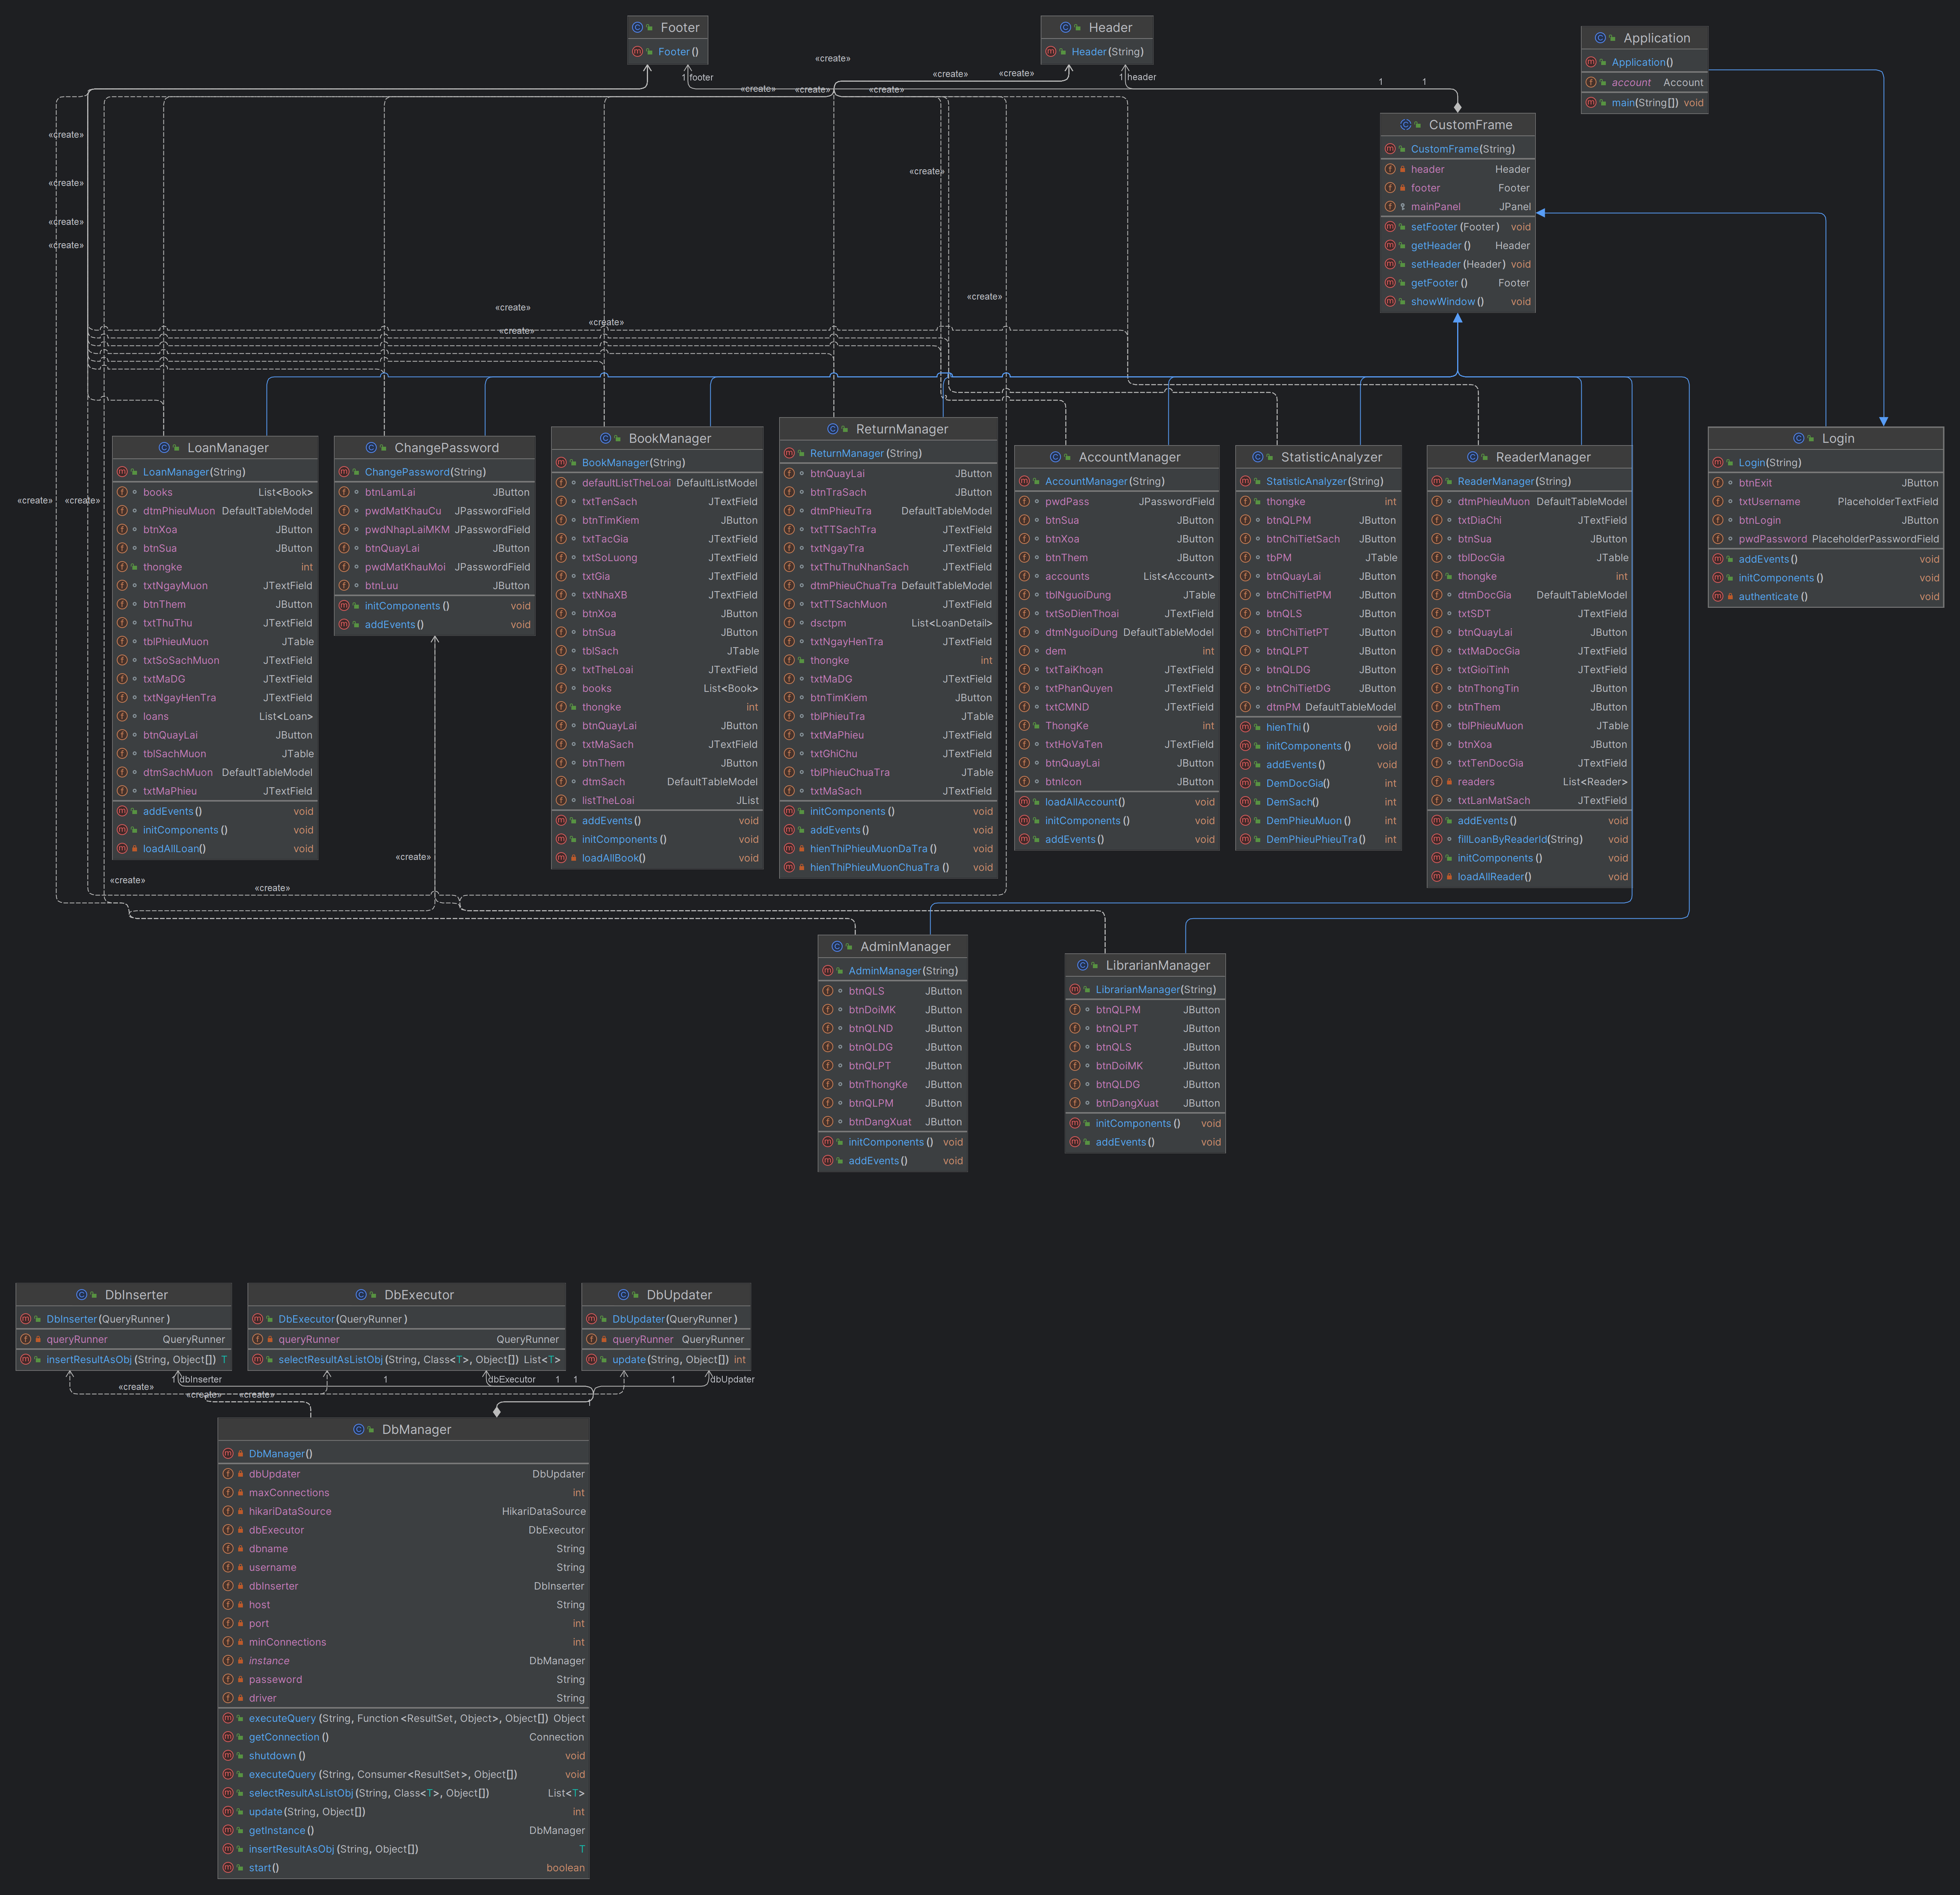 Footer
Footer()
Header
Header(String)
Application
Application()
account Account
main(String[]) void
«create»
«create»
«create»
1 footer
1 header
1
1
«create»
«create»
«create»
CustomFrame
CustomFrame(String)
header Header
footer Footer
mainPanel JPanel
setFooter(Footer) void
getHeader() Header
setHeader(Header) void
getFooter() Footer
showWindow() void
«create»
«create»
«create»
«create»
«create»
«create»
«create»
«create»
«create»
LoanManager
LoanManager(String)
books List<Book>
dtmPhieuMuon DefaultTableModel
btnXoa JButton
btnSua JButton
thongke int
txtNgayMuon JTextField
btnThem JButton
txtThuThu JTextField
tblPhieuMuon JTable
txtSoSachMuon JTextField
txtMaDG JTextField
txtNgayHenTra JTextField
loans List<Loan>
btnQuayLai JButton
tblSachMuon JTable
dtmSachMuon DefaultTableModel
txtMaPhieu JTextField
addEvents() void
initComponents() void
loadAllLoan() void
ChangePassword
ChangePassword(String)
btnLamLai JButton
pwdMatKhauCu JPasswordField
pwdNhapLaiMKM JPasswordField
btnQuayLai JButton
pwdMatKhauMoi JPasswordField
btnLuu JButton
initComponents() void
addEvents() void
BookManager
BookManager(String)
defaultListTheLoai DefaultListModel
txtTenSach JTextField
btnTimKiem JButton
txtTacGia JTextField
txtSoLuong JTextField
txtGia JTextField
txtNhaXB JTextField
btnXoa JButton
btnSua JButton
tblSach JTable
txtTheLoai JTextField
books List<Book>
thongke int
btnQuayLai JButton
txtMaSach JTextField
btnThem JButton
dtmSach DefaultTableModel
listTheLoai JList
addEvents() void
initComponents() void
loadAllBook() void
ReturnManager
ReturnManager(String)
btnQuayLai JButton
btnTraSach JButton
dtmPhieuTra DefaultTableModel
txtTTSachTra JTextField
txtNgayTra JTextField
txtThuThuNhanSach JTextField
dtmPhieuChuaTra DefaultTableModel
txtTTSachMuon JTextField
dsctpm List<LoanDetail>
txtNgayHenTra JTextField
thongke int
txtMaDG JTextField
btnTimKiem JButton
tblPhieuTra JTable
txtMaPhieu JTextField
txtGhiChu JTextField
tblPhieuChuaTra JTable
txtMaSach JTextField
initComponents() void
addEvents() void
hienThiPhieuMuonDaTra() void
hienThiPhieuMuonChuaTra() void
AccountManager
AccountManager(String)
pwdPass JPasswordField
btnSua JButton
btnXoa JButton
btnThem JButton
accounts List<Account>
tblNguoiDung JTable
txtSoDienThoai JTextField
dtmNguoiDung DefaultTableModel
dem int
txtTaiKhoan JTextField
txtPhanQuyen JTextField
txtCMND JTextField
ThongKe int
txtHoVaTen JTextField
btnQuayLai JButton
btnIcon JButton
loadAllAccount() void
initComponents() void
addEvents() void
StatisticAnalyzer
StatisticAnalyzer(String)
thongke int
btnQLPM JButton
btnChiTietSach JButton
tbPM JTable
btnQuayLai JButton
btnChiTietPM JButton
btnQLS JButton
btnChiTietPT JButton
btnQLPT JButton
btnQLDG JButton
btnChiTietDG JButton
dtmPM DefaultTableModel
hienThi() void
initComponents() void
addEvents() void
DemDocGia() int
DemSach() int
DemPhieuMuon() int
DemPhieuPhieuTra() int
ReaderManager
ReaderManager(String)
dtmPhieuMuon DefaultTableModel
txtDiaChi JTextField
btnSua JButton
tblDocGia JTable
thongke int
dtmDocGia DefaultTableModel
txtSDT JTextField
btnQuayLai JButton
txtMaDocGia JTextField
txtGioiTinh JTextField
btnThongTin JButton
btnThem JButton
tblPhieuMuon JTable
btnXoa JButton
txtTenDocGia JTextField
readers List<Reader>
txtLanMatSach JTextField
addEvents() void
fillLoanByReaderId(String) void
initComponents() void
loadAllReader() void
Login
Login(String)
btnExit JButton
txtUsername PlaceholderTextField
btnLogin JButton
pwdPassword PlaceholderPasswordField
addEvents() void
initComponents() void
authenticate() void
«create»
«create»
«create»
«create»
«create»
AdminManager
AdminManager(String)
btnQLS JButton
btnDoiMK JButton
btnQLND JButton
btnQLDG JButton
btnQLPT JButton
btnThongKe JButton
btnQLPM JButton
btnDangXuat JButton
initComponents() void
addEvents() void
LibrarianManager
LibrarianManager(String)
btnQLPM JButton
btnQLPT JButton
btnQLS JButton
btnDoiMK JButton
btnQLDG JButton
btnDangXuat JButton
initComponents() void
addEvents() void
DbInserter
DbInserter(QueryRunner)
queryRunner QueryRunner
insertResultAsObj(String, Object[]) T
DbExecutor
DbExecutor(QueryRunner)
queryRunner QueryRunner
selectResultAsListObj(String, Class<T>, Object[]) List<T>
DbUpdater
DbUpdater(QueryRunner)
queryRunner QueryRunner
update(String, Object[]) int
1 dbInserter
1
dbExecutor
1
1
1
dbUpdater
«create»
«create»
«create»
DbManager
DbManager()
dbUpdater DbUpdater
maxConnections int
hikariDataSource HikariDataSource
dbExecutor DbExecutor
dbname String
username String
dbInserter DbInserter
host String
port int
minConnections int
instance DbManager
passeword String
driver String
executeQuery(String, Function<ResultSet, Object>, Object[]) Object
getConnection() Connection
shutdown() void
executeQuery(String, Consumer<ResultSet>, Object[]) void
selectResultAsListObj(String, Class<T>, Object[]) List<T>
update(String, Object[]) int
getInstance() DbManager
insertResultAsObj(String, Object[]) T
start() boolean